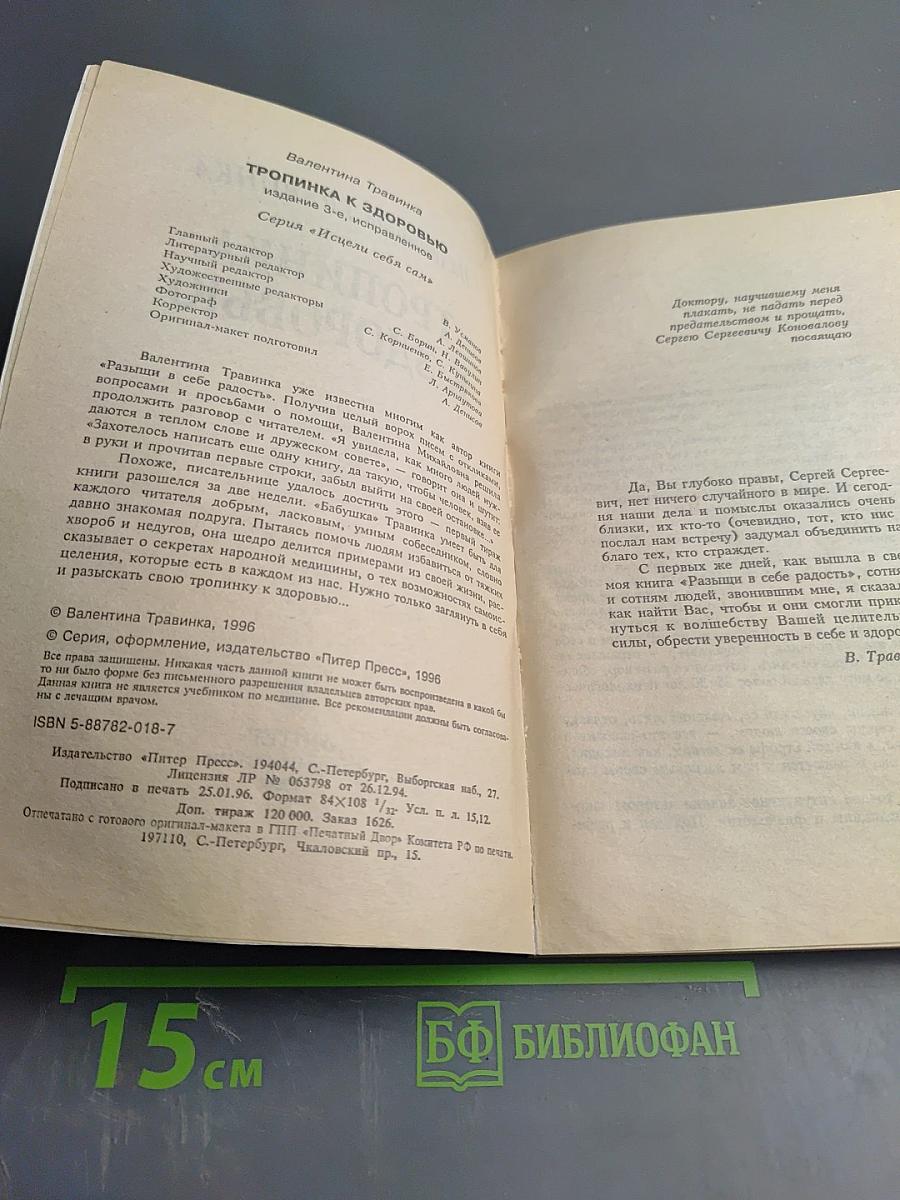 Валентина Травинка
ТРОПИНКА К ЗДОРОВЬЮ
издание 3-е, исправленное
Серия «Исцели себя сам»
Главный редактор В. Усманов
Литературный редактор А. Денисов
Научный редактор А. Левшинов
Художественные редакторы С. Борин, Н. Викулин
Художники С. Корниенко, С. Кутепина
Фотограф Е. Быстрякова
Корректор Л. Арнаутова
Оригинал-макет подготовил А. Денисов
Валентина Травинка уже известна многим как автор книги
«Разыщи в себе радость». Получив целый ворох писем с откликами,
вопросами и просьбами о помощи, Валентина Михайловна решила
продолжить разговор с читателем. «Я увидела, как много людей нуж-
даются в теплом слове и дружеском совете», — говорит она и шутит:
«Захотелось написать еще одну книгу, да такую, чтобы человек, взяв ее
в руки и прочитав первые строки, забыл выйти на своей остановке...»
Похоже, писательнице удалось достичь этого — первый тираж
книги разошелся за две недели. «Бабушка» Травинка умеет быть для
каждого читателя добрым, ласковым, умным собеседником, словно
давно знакомая подруга. Пытаясь помочь людям избавиться от тяжких
хвороб и недугов, она щедро делится примерами из своей жизни, рас-
сказывает о секретах народной медицины, о тех возможностях самоис-
целения, которые есть в каждом из нас. Нужно только заглянуть в себя
и разыскать свою тропинку к здоровью...
© Валентина Травинка, 1996
© Серия, оформление, издательство «Питер Пресс», 1996
Все права защищены. Никакая часть данной книги не может быть воспроизведена в какой бы
то ни было форме без письменного разрешения владельцев авторских прав.
Данная книга не является учебником по медицине. Все рекомендации должны быть согласова-
ны с лечащим врачом.
ISBN 5-88782-018-7
Издательство «Питер Пресс». 194044, С.-Петербург, Выборгская наб., 27.
Лицензия ЛР № 063798 от 26.12.94.
Подписано в печать 25.01.96. Формат 84×108 1/32. Усл. п. л. 15,12.
Доп. тираж 120 000. Заказ 1626.
Отпечатано с готового оригинал-макета в ГПП «Печатный Двор» Комитета РФ по печати.
197110, С.-Петербург, Чкаловский пр., 15.
Доктору, научившему меня
плакать, не падать перед
предательством и прощать,
Сергею Сергеевичу Коновалову
посвящаю
Да, Вы глубоко правы, Сергей Сергее-
вич, нет ничего случайного в мире. И сегод-
ня наши дела и помыслы оказались очень
близки, их кто-то (очевидно, тот, кто нис
послал нам встречу) задумал объединить на
благо тех, кто страждет.
С первых же дней, как вышла в све
моя книга «Разыщи в себе радость», сотня
и сотням людей, звонившим мне, я сказал
как найти Вас, чтобы и они смогли прик
нуться к волшебству Вашей целитель
силы, обрести уверенность в себе и здоро
В. Трав
15 см
БФ БИБЛИОФАН